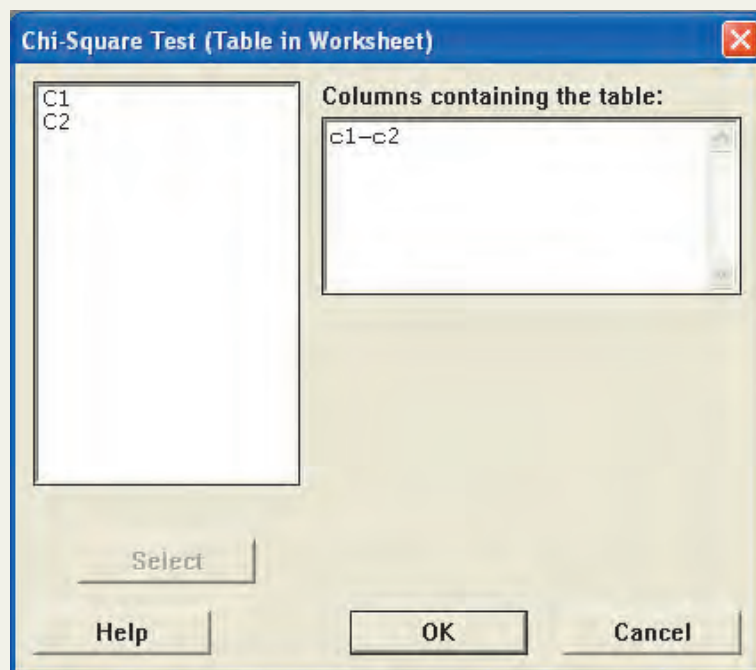 Chi-Square Test (Table in Worksheet)
C1
C2
Columns containing the table:
c1-c2
Select
Help
OK
Cancel